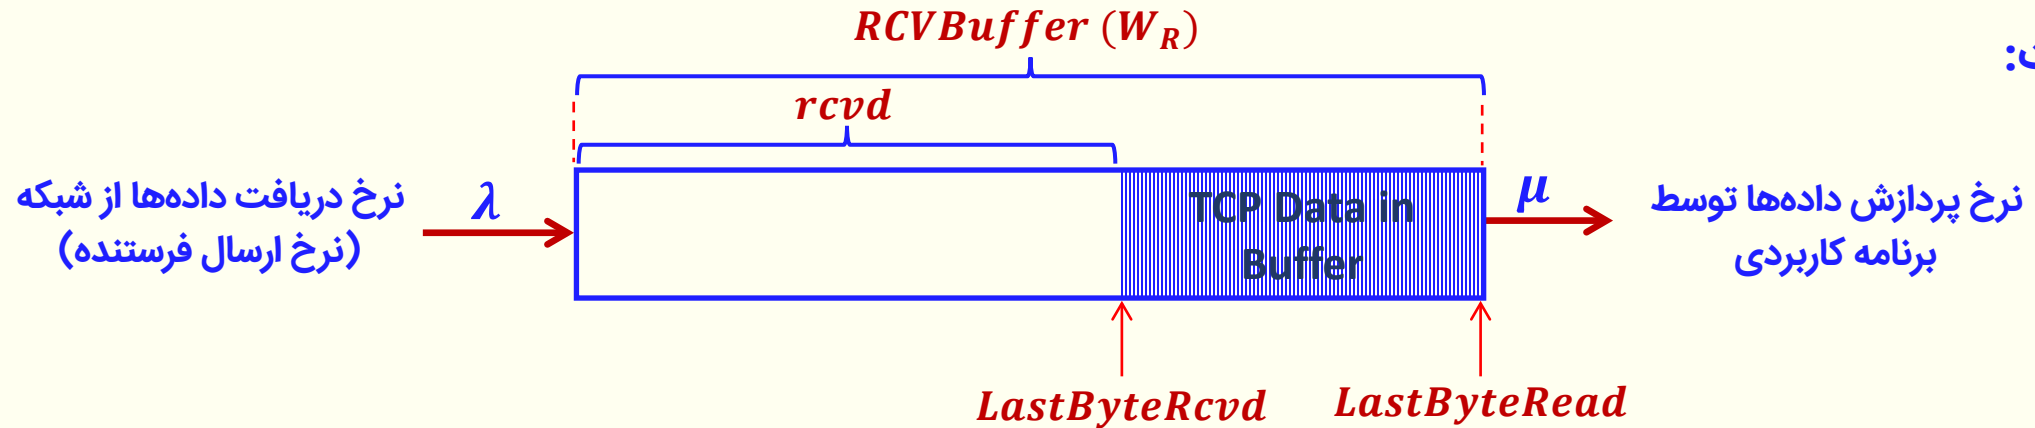 RCVBuffer (W_R)
rcvd
نرخ دریافت داده‌ها از شبکه
(نرخ ارسال فرستنده)
λ
TCP Data in
Buffer
μ
نرخ پردازش داده‌ها توسط
برنامه کاربردی
LastByteRcvd
LastByteRead